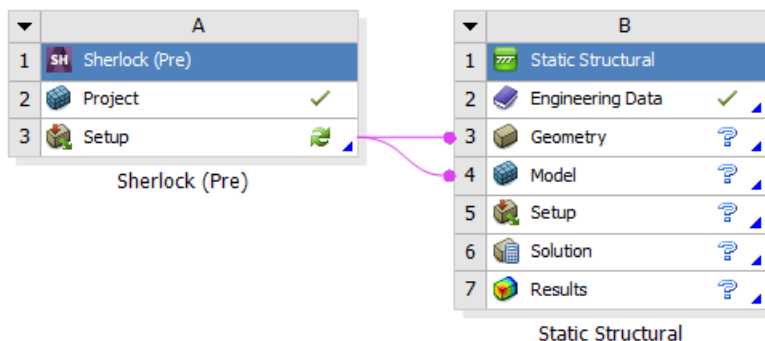 A
1 SH Sherlock (Pre)
2 Project
3 Setup
Sherlock (Pre)
B
1 Static Structural
2 Engineering Data
3 Geometry
4 Model
5 Setup
6 Solution
7 Results
Static Structural